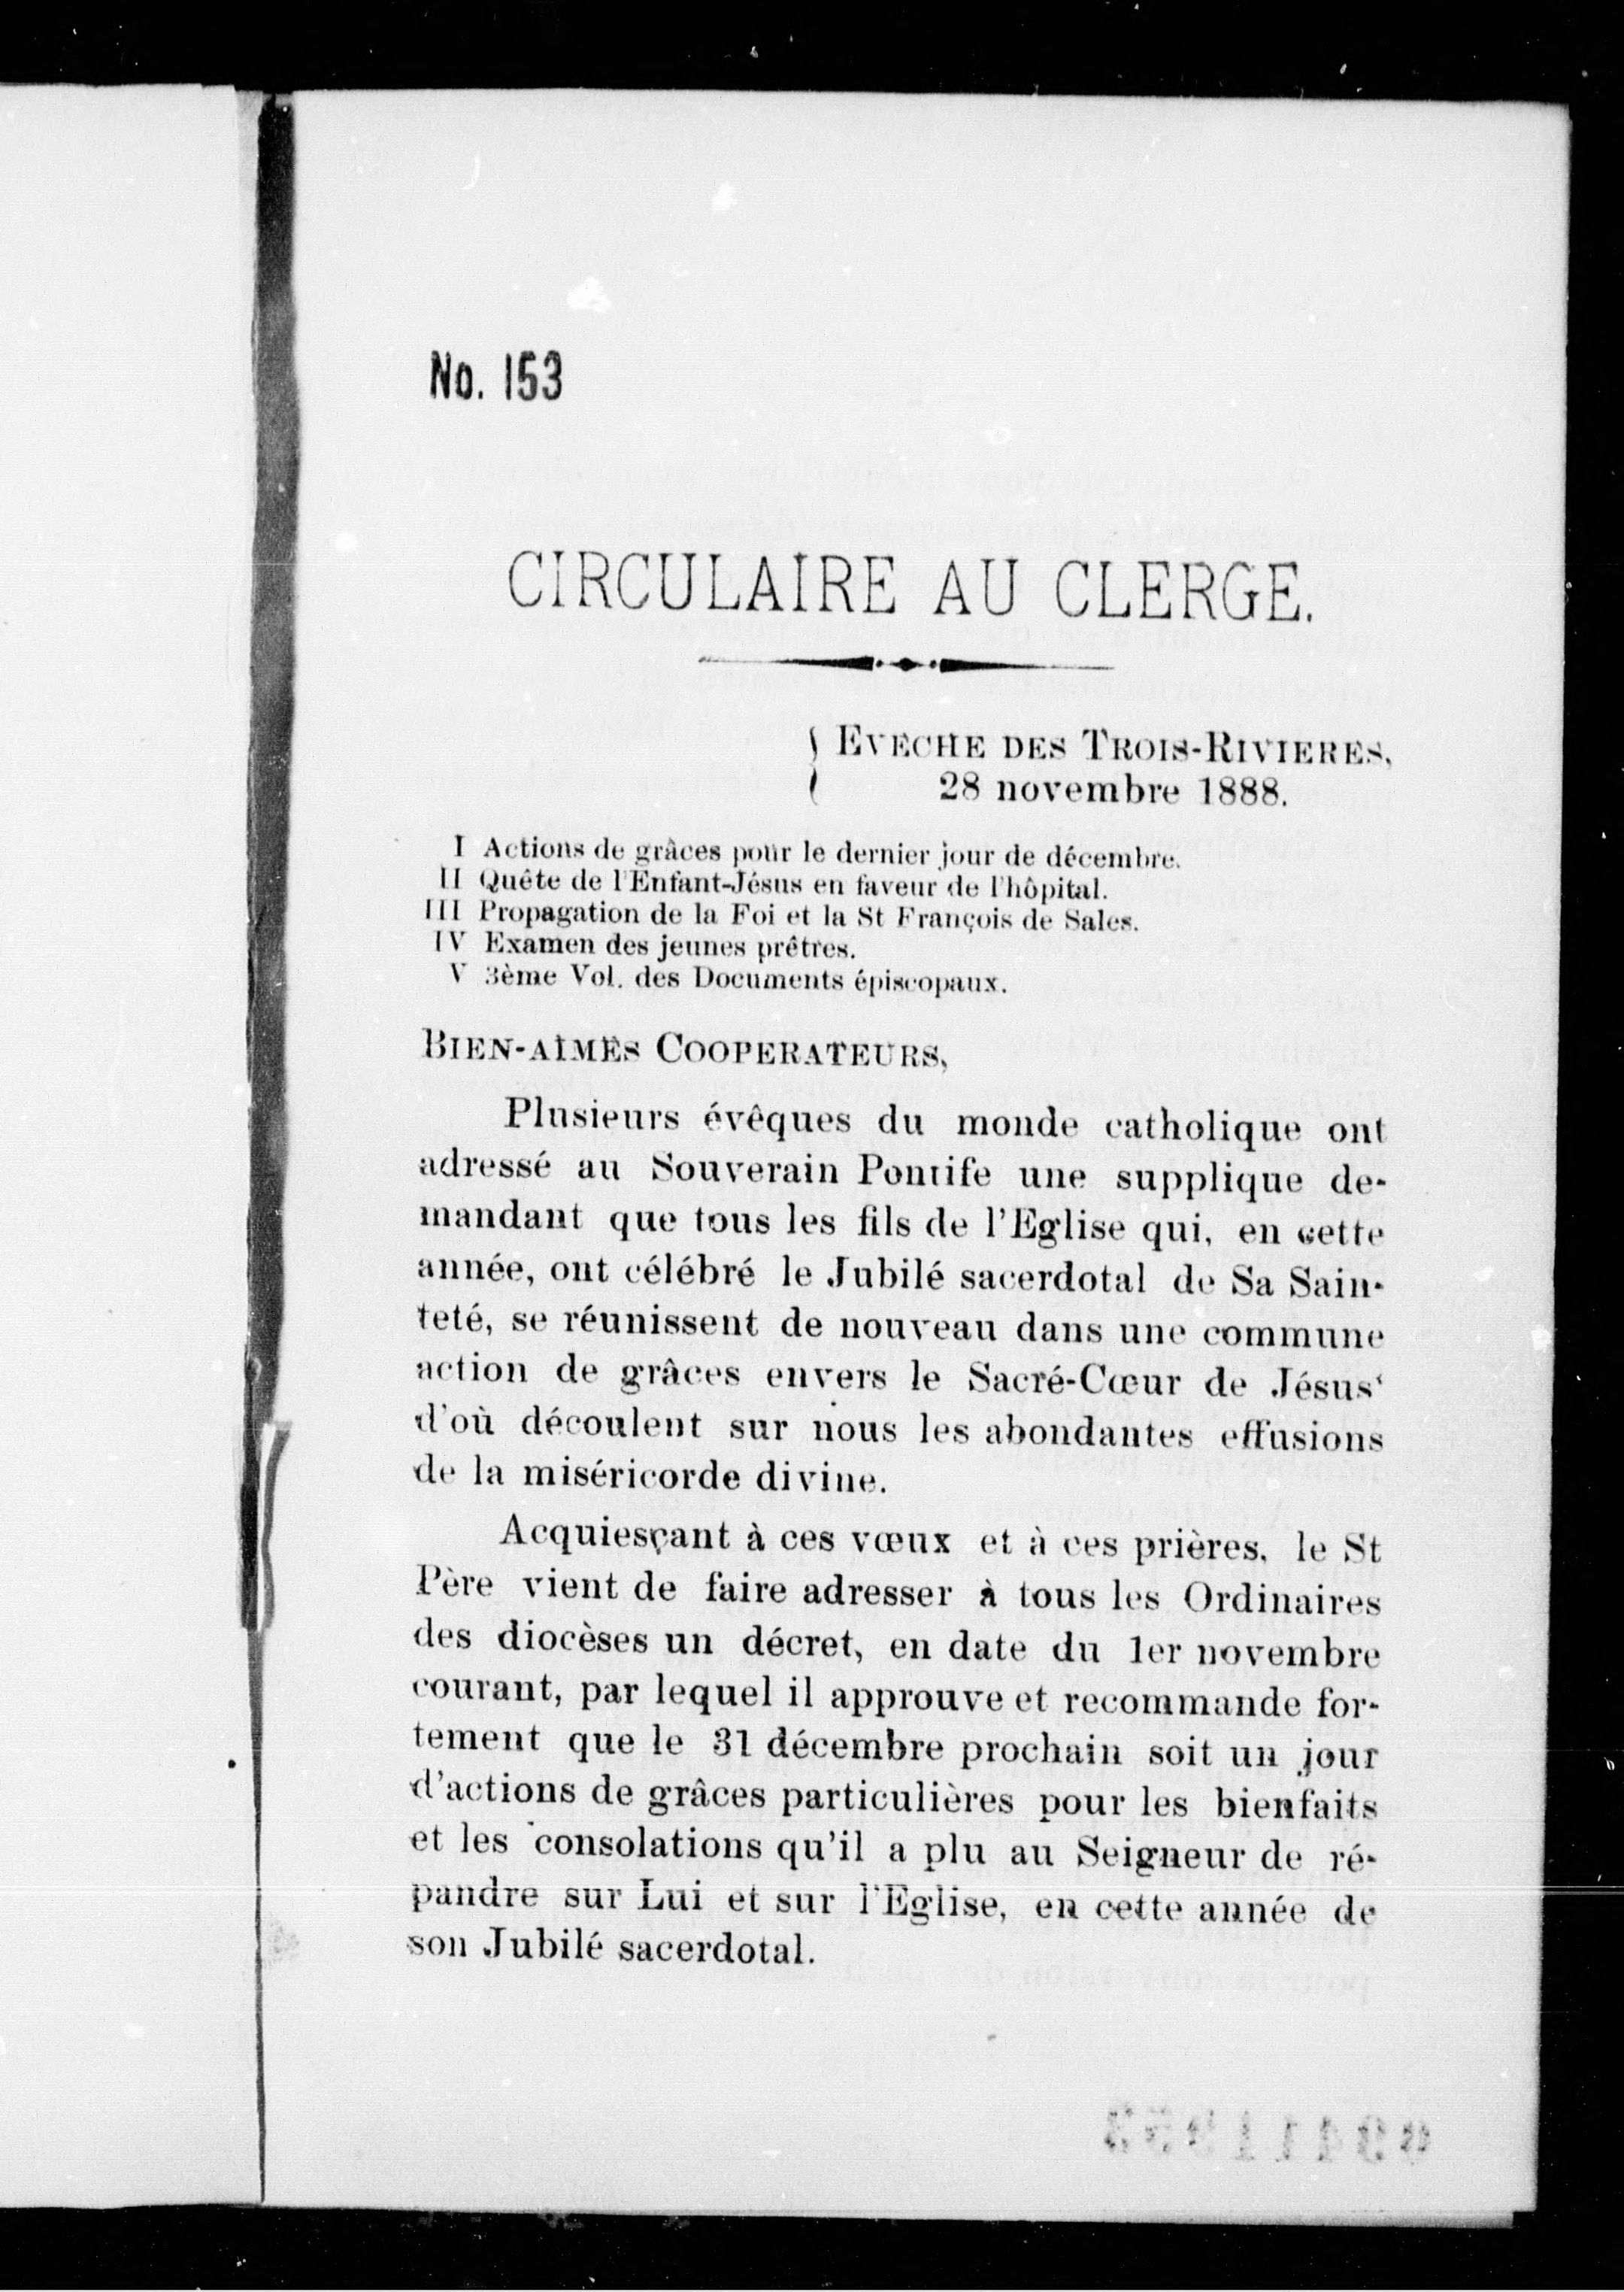 No. 153
CIRCULAIRE AU CLERGE.
EVECHE DES TROIS-RIVIERES,
28 novembre 1888.
I Actions de grâces pour le dernier jour de décembre.
II Quête de l'Enfant-Jésus en faveur de l'hôpital.
III Propagation de la Foi et la St François de Sales.
IV Examen des jeunes prêtres.
V 3ème Vol. des Documents épiscopaux.
BIEN-AIMÉS COOPERATEURS,
Plusieurs évêques du monde catholique ont
adressé au Souverain Pontife une supplique de-
mandant que tous les fils de l'Eglise qui, en cette
année, ont célébré le Jubilé sacerdotal de Sa Sain-
teté, se réunissent de nouveau dans une commune
action de grâces envers le Sacré-Cœur de Jésus‘
d'où découlent sur nous les abondantes effusions
de la miséricorde divine.
Acquiesçant à ces vœux et à ces prières, le St
Père vient de faire adresser à tous les Ordinaires
des diocèses un décret, en date du 1er novembre
courant, par lequel il approuve et recommande for-
tement que le 31 décembre prochain soit un jour
d'actions de grâces particulières pour les bienfaits
et les consolations qu'il a plu au Seigneur de ré-
pandre sur Lui et sur l'Eglise, en cette année de
son Jubilé sacerdotal.